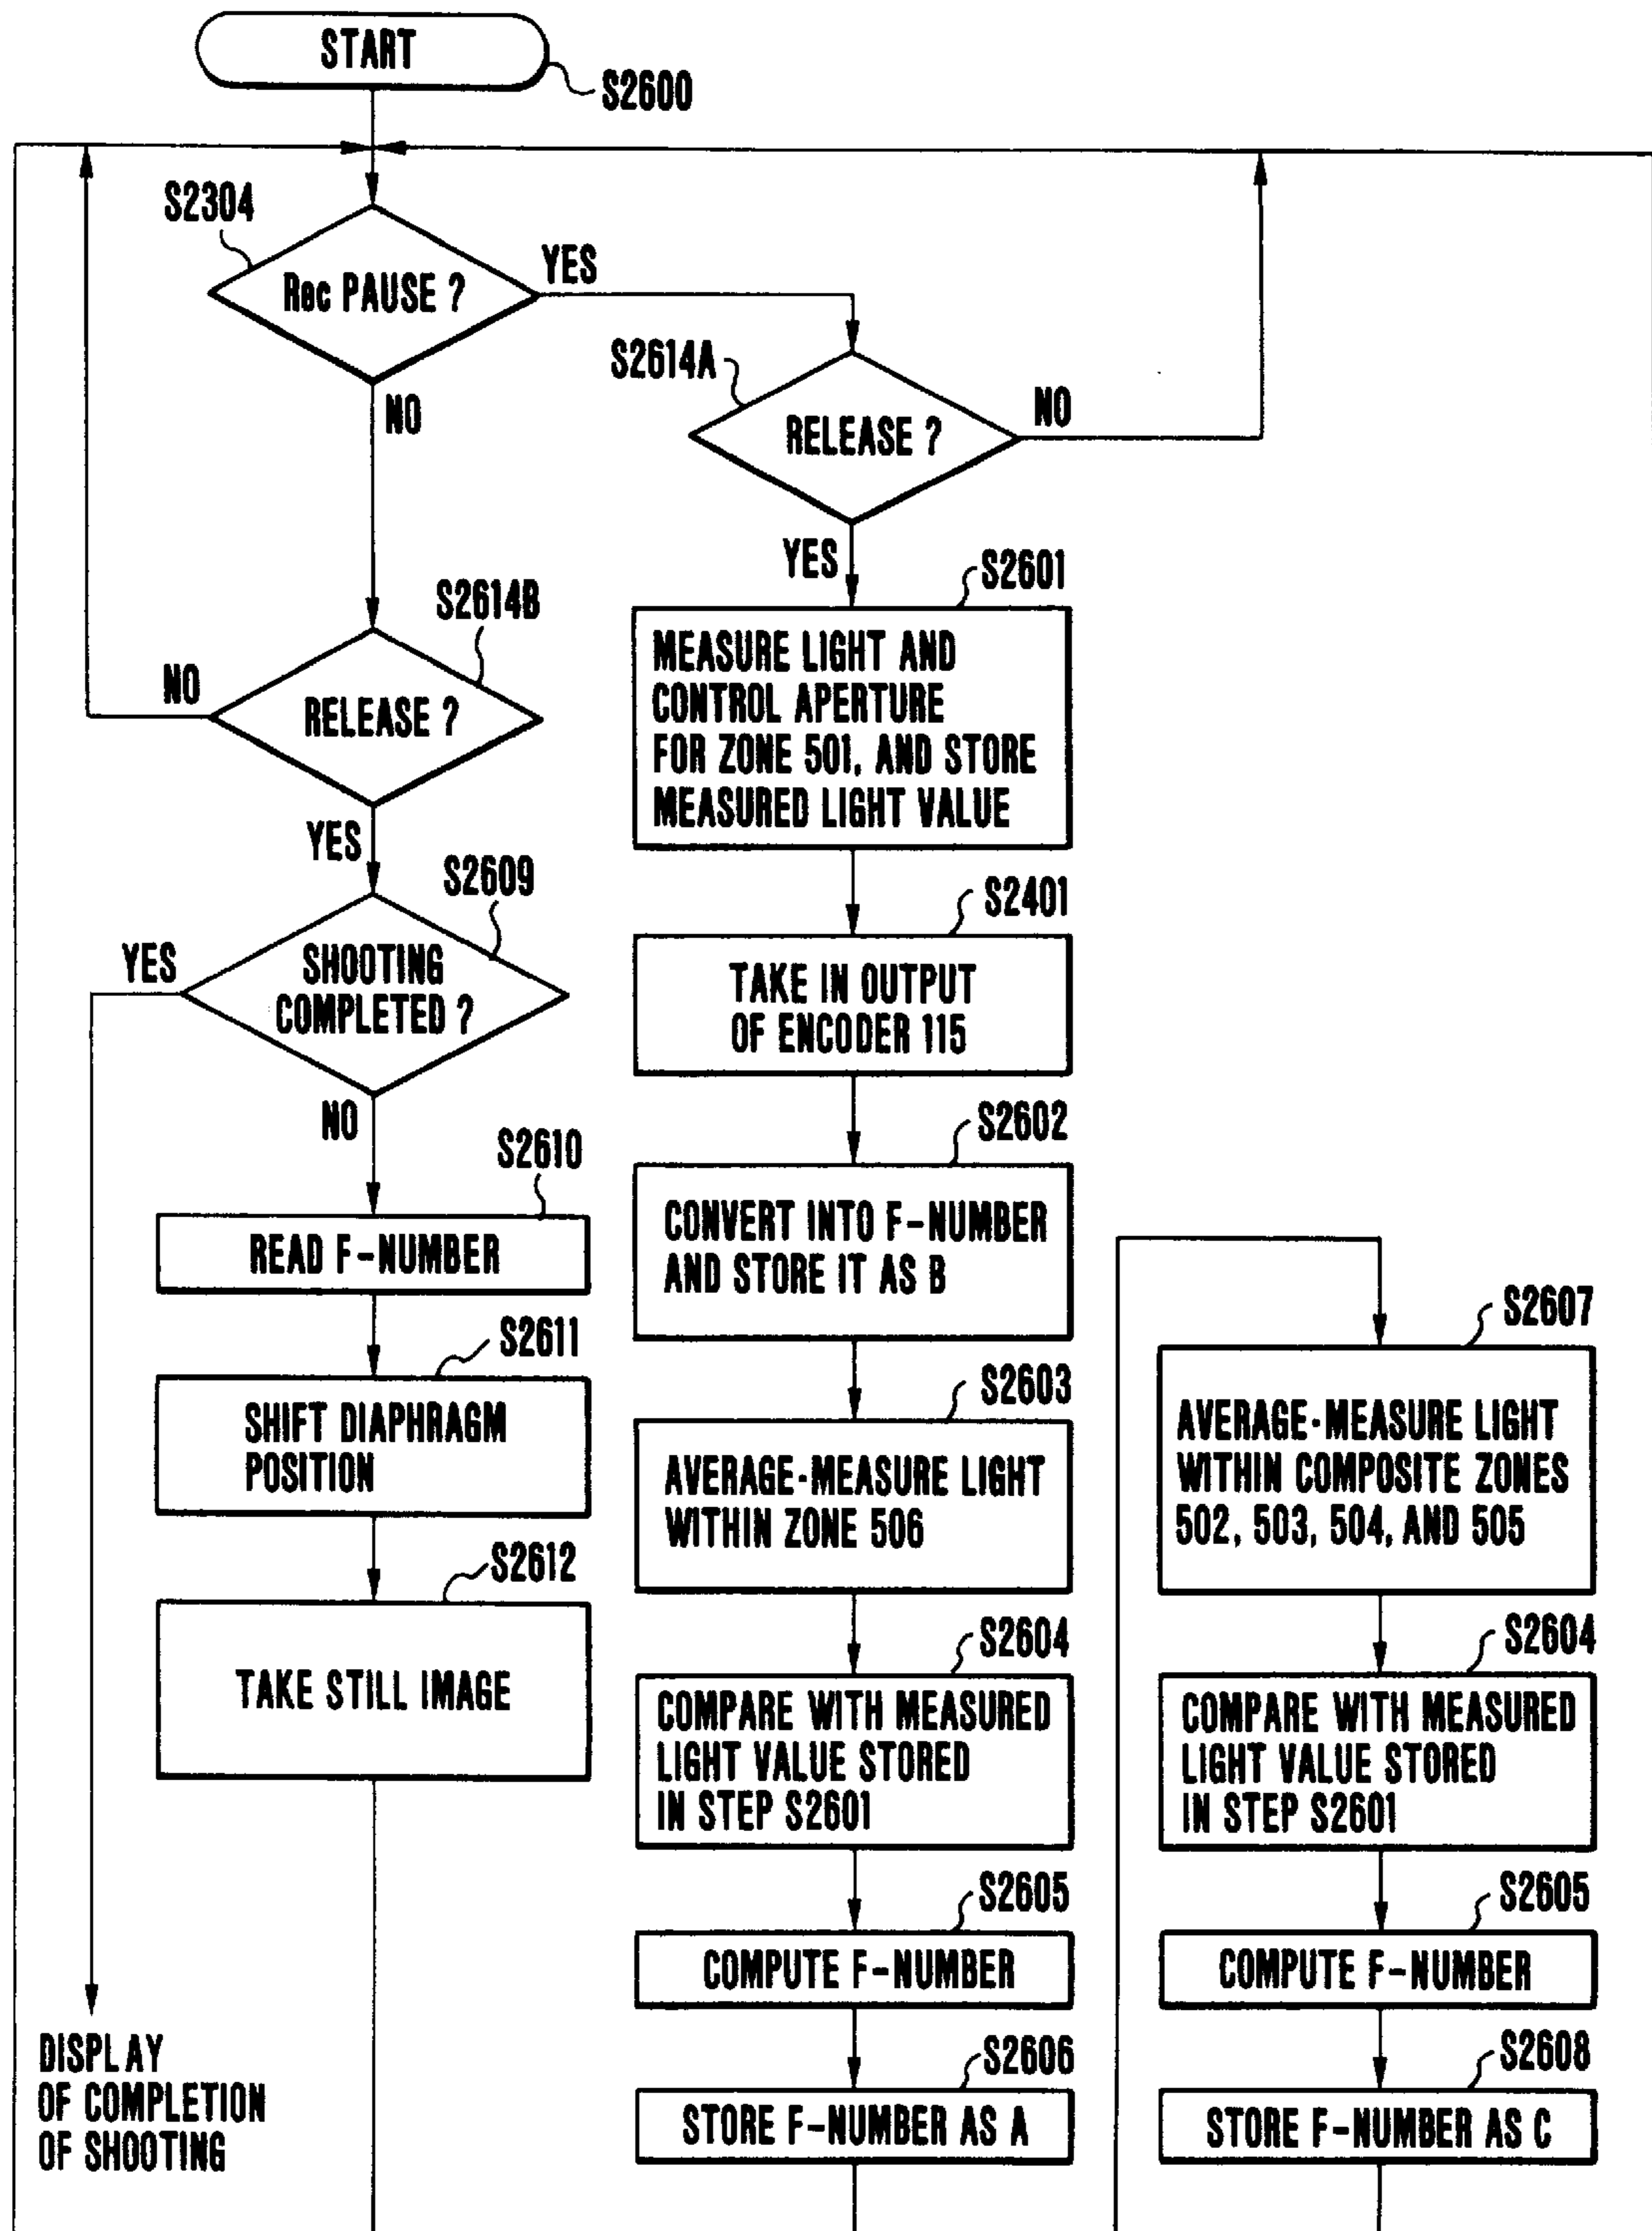 START
S2600
S2304
Rec PAUSE ?
YES
NO
S2614A
RELEASE ?
NO
YES
S2614B
RELEASE ?
NO
YES
S2609
SHOOTING
COMPLETED ?
YES
NO
S2610
READ F-NUMBER
S2611
SHIFT DIAPHRAGM
POSITION
S2612
TAKE STILL IMAGE
DISPLAY
OF COMPLETION
OF SHOOTING
S2601
MEASURE LIGHT AND
CONTROL APERTURE
FOR ZONE 501, AND STORE
MEASURED LIGHT VALUE
S2401
TAKE IN OUTPUT
OF ENCODER 115
S2602
CONVERT INTO F-NUMBER
AND STORE IT AS B
S2603
AVERAGE-MEASURE LIGHT
WITHIN ZONE 506
S2604
COMPARE WITH MEASURED
LIGHT VALUE STORED
IN STEP S2601
S2605
COMPUTE F-NUMBER
S2606
STORE F-NUMBER AS A
S2607
AVERAGE-MEASURE LIGHT
WITHIN COMPOSITE ZONES
502, 503, 504, AND 505
S2604
COMPARE WITH MEASURED
LIGHT VALUE STORED
IN STEP S2601
S2605
COMPUTE F-NUMBER
S2608
STORE F-NUMBER AS C